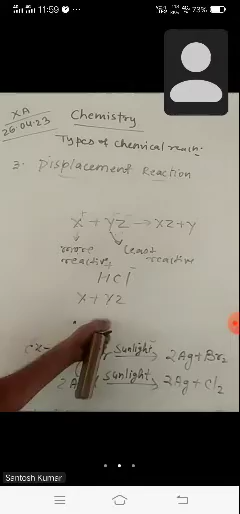 11:59
73%
XA
26.04.23
Chemistry
Types of chemical reacn.
3. Displacement Reaction
X + YZ → XZ + Y
more reactive
Least reactive
HCl
X + YZ
Sunlight → 2Ag + Br2
Sunlight → 2Ag + Cl2
Santosh Kumar